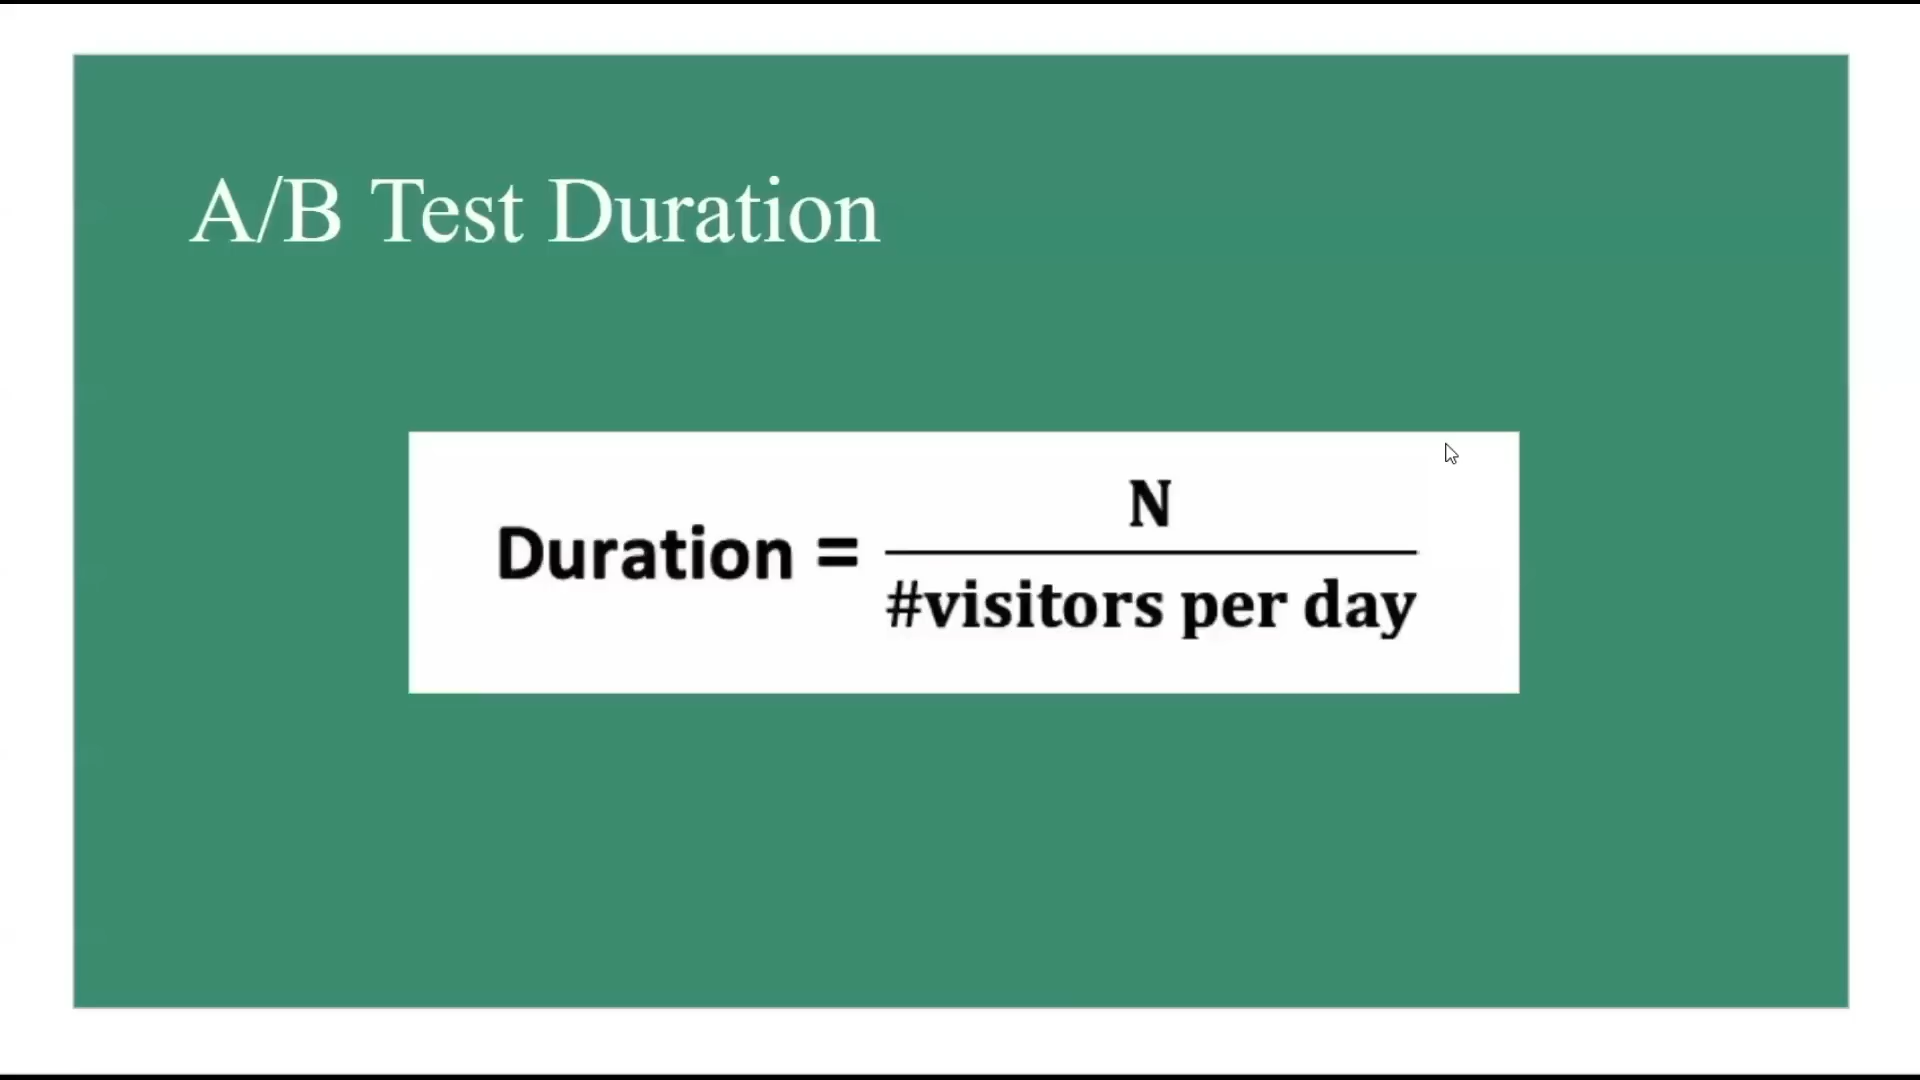 A/B Test Duration
N
Duration =
#visitors per day